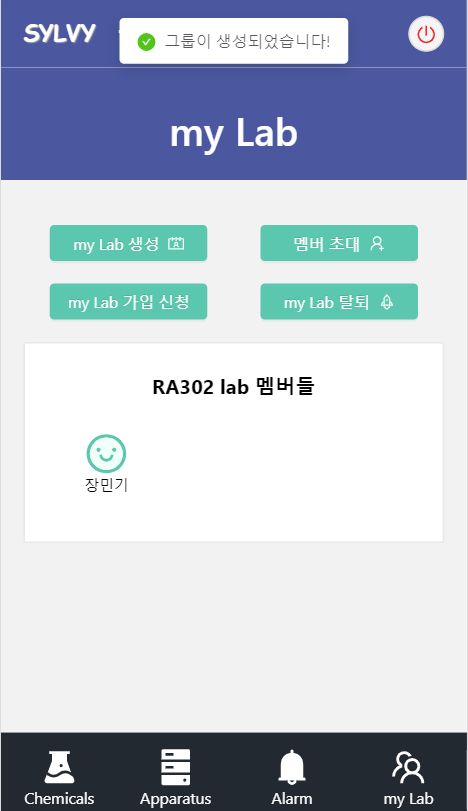 SYLVY
그룹이 생성되었습니다!
my Lab
my Lab 생성
멤버 초대
my Lab 가입 신청
my Lab 탈퇴
RA302 lab 멤버들
장민기
Chemicals
Apparatus
Alarm
my Lab